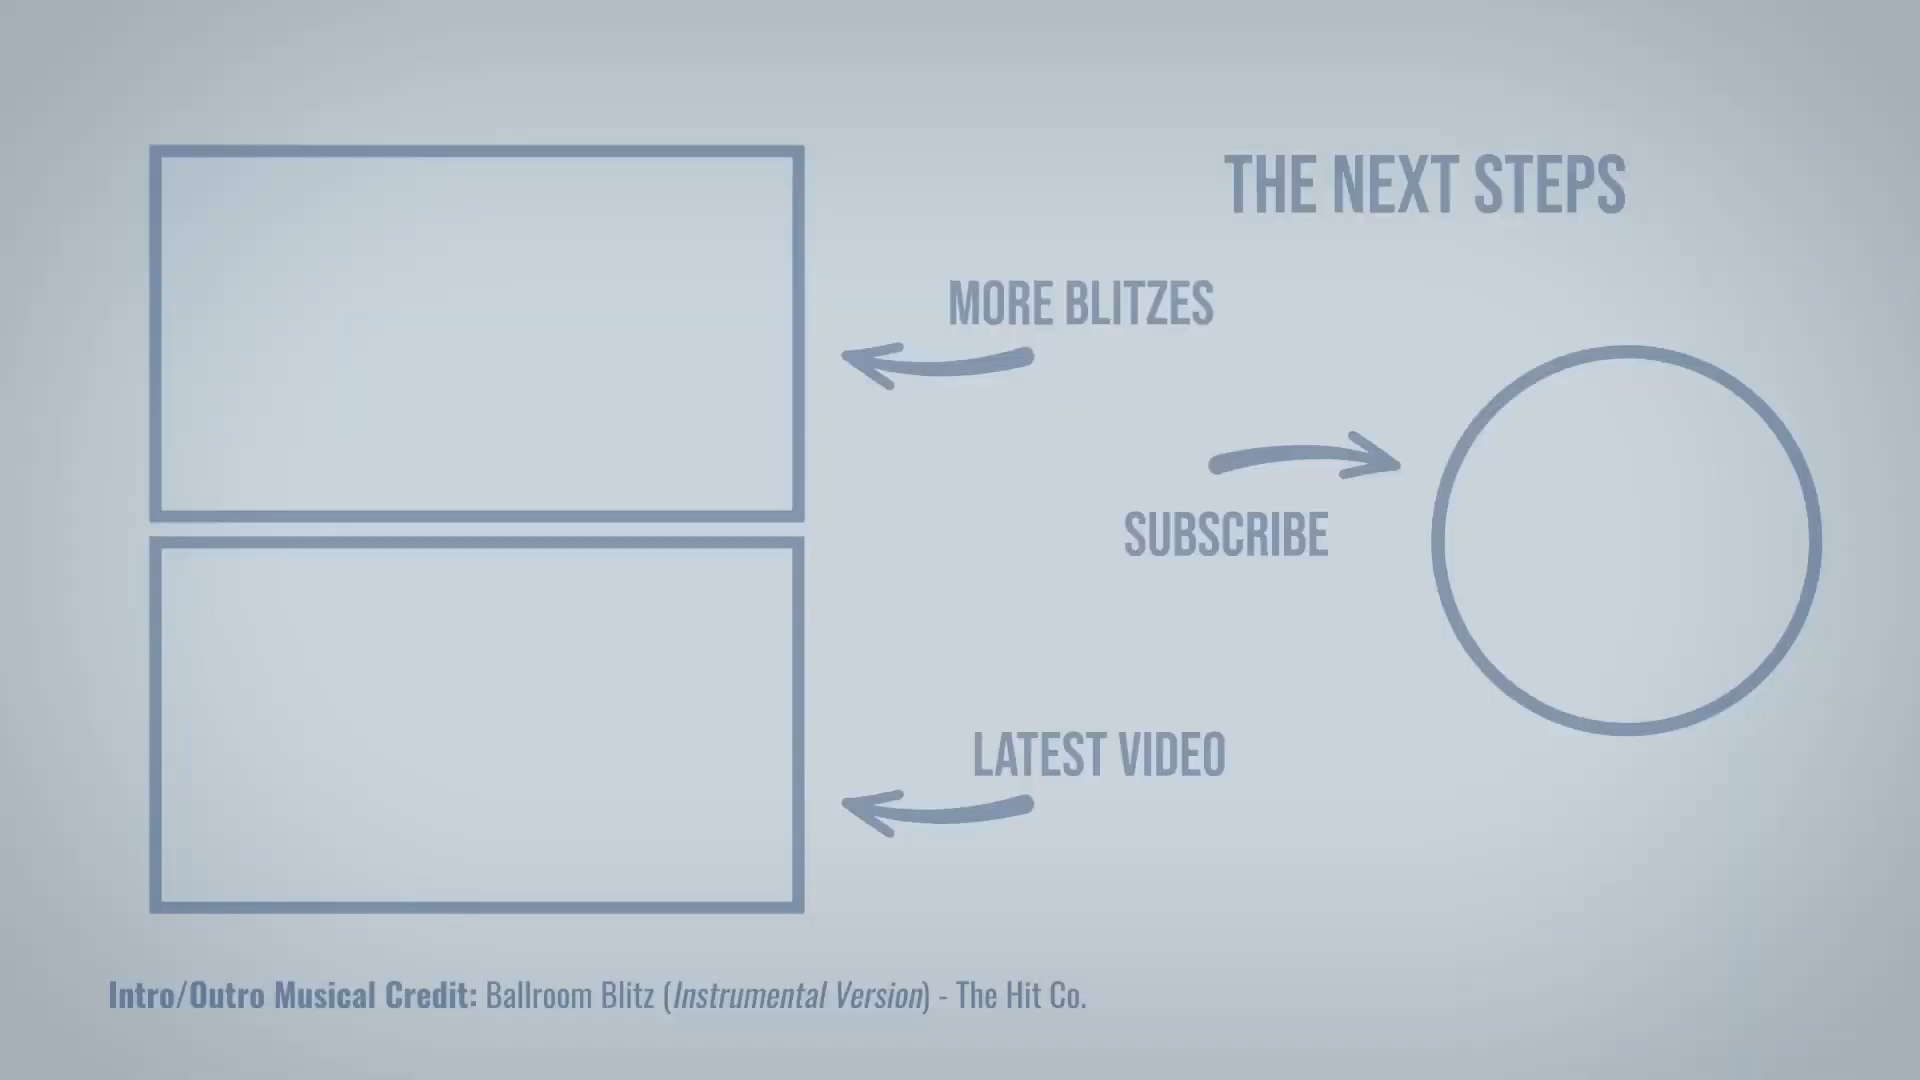 THE NEXT STEPS
MORE BLITZES
SUBSCRIBE
LATEST VIDEO
Intro/Outro Musical Credit: Ballroom Blitz (Instrumental Version) - The Hit Co.